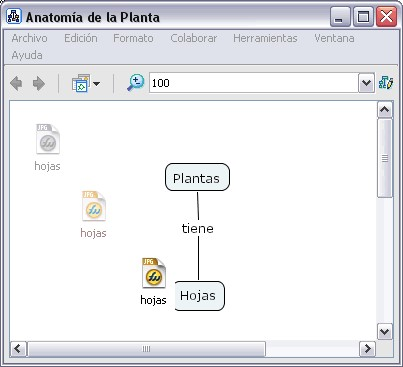 Anatomía de la Planta
Archivo Edición Formato Colaborar Herramientas Ventana
Ayuda
100
JPG
hojas
Plantas
JPG
hojas
tiene
JPG
hojas
Hojas